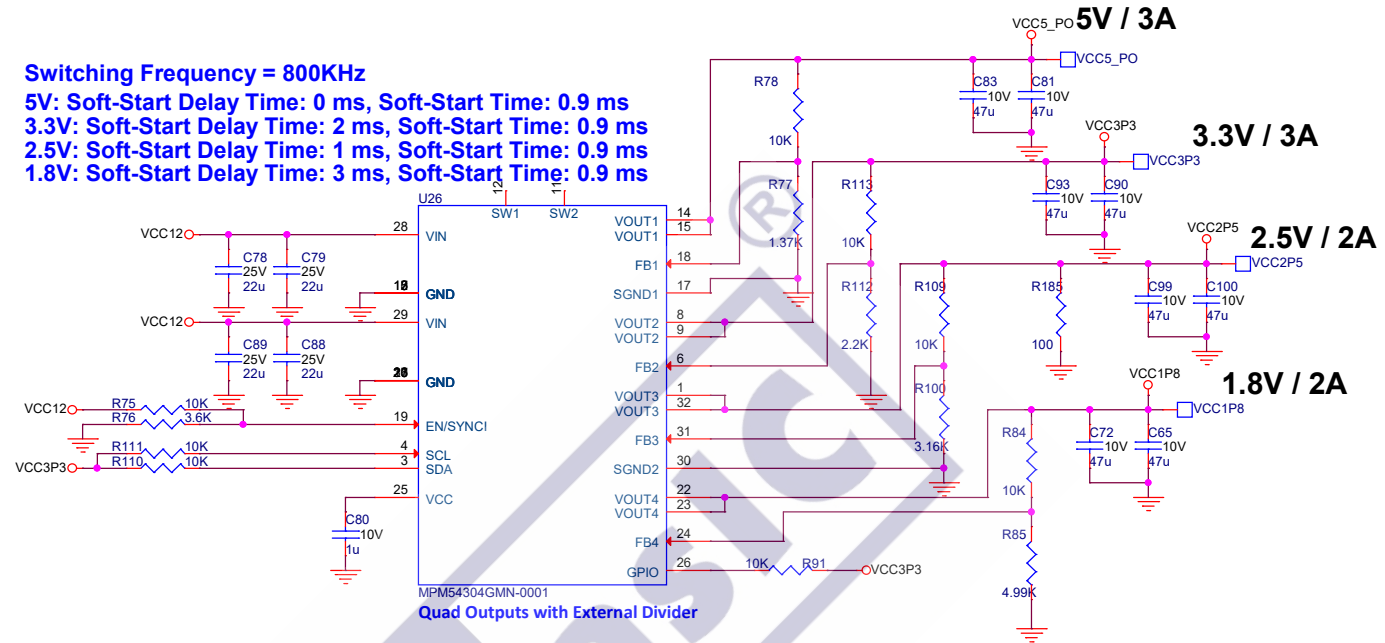 VCC5_PO 5V / 3A
VCC5_PO
Switching Frequency = 800KHz
5V: Soft-Start Delay Time: 0 ms, Soft-Start Time: 0.9 ms
3.3V: Soft-Start Delay Time: 2 ms, Soft-Start Time: 0.9 ms
2.5V: Soft-Start Delay Time: 1 ms, Soft-Start Time: 0.9 ms
1.8V: Soft-Start Delay Time: 3 ms, Soft-Start Time: 0.9 ms
R78
10K
C83
10V
47u
C81
10V
47u
VCC3P3
3.3V / 3A
VCC3P3
R77
1.37K
R113
10K
C93
10V
47u
C90
10V
47u
VCC2P5
2.5V / 2A
VCC2P5
R112
2.2K
R109
10K
R185
100
C99
10V
47u
C100
10V
47u
R100
3.16K
VCC1P8
1.8V / 2A
VCC1P8
R84
10K
C72
10V
47u
C65
10V
47u
R85
4.99K
U26
12
SW1
11
SW2
VCC12
28
VIN
C78
25V
22u
C79
25V
22u
GND
VCC12
29
VIN
C89
25V
22u
C88
25V
22u
GND
VCC12
R75
10K
R76
3.6K
19
EN/SYNCI
R111
10K
4
SCL
VCC3P3
R110
10K
3
SDA
25
VCC
C80
10V
1u
VOUT1
14
VOUT1
15
FB1
18
SGND1
17
VOUT2
8
VOUT2
9
FB2
6
VOUT3
1
VOUT3
32
FB3
31
SGND2
30
VOUT4
22
VOUT4
23
FB4
24
GPIO
26
10K
R91
VCC3P3
MPM54304GMN-0001
Quad Outputs with External Divider
®